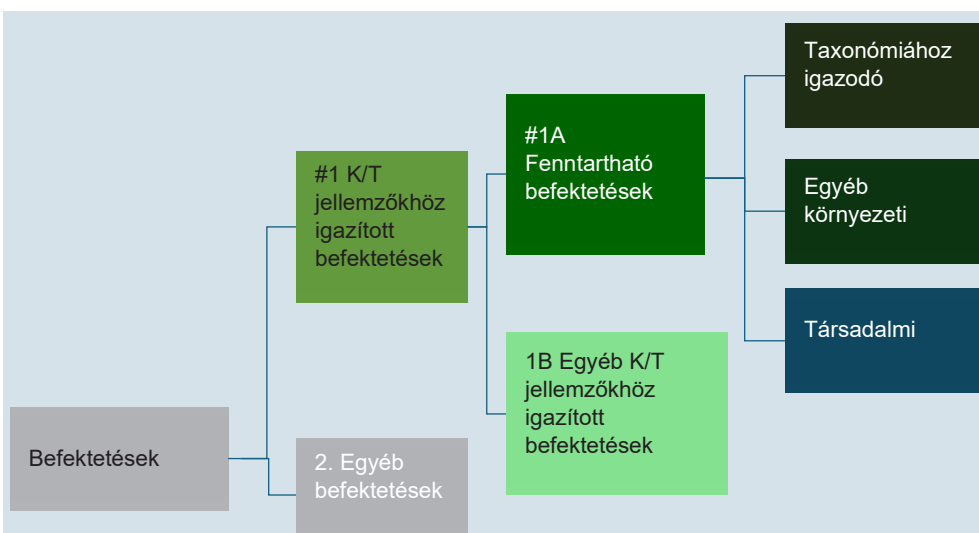 Befektetések
#1 K/T
jellemzőkhöz
igazított
befektetések
2. Egyéb
befektetések
#1A
Fenntartható
befektetések
1B Egyéb K/T
jellemzőkhöz
igazított
befektetések
Taxonómiához
igazodó
Egyéb
környezeti
Társadalmi